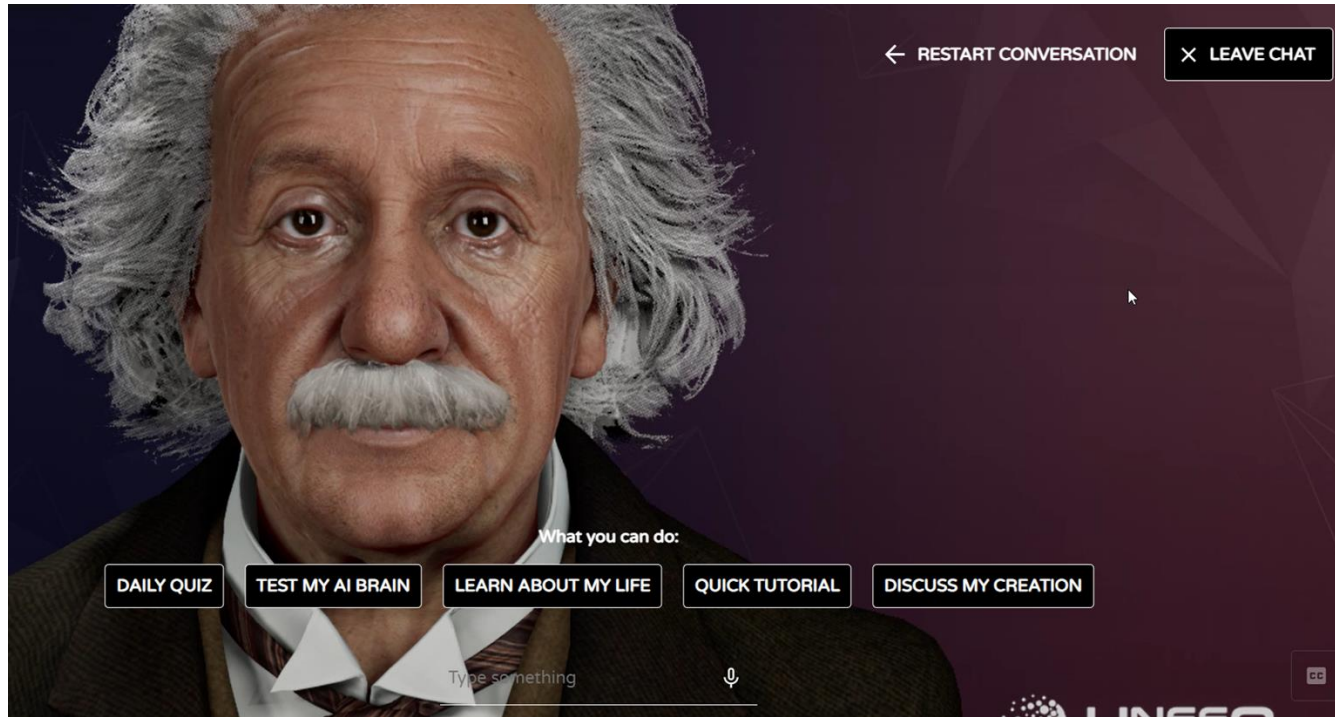 RESTART CONVERSATION
LEAVE CHAT
What you can do:
DAILY QUIZ
TEST MY AI BRAIN
LEARN ABOUT MY LIFE
QUICK TUTORIAL
DISCUSS MY CREATION
Type something
CC